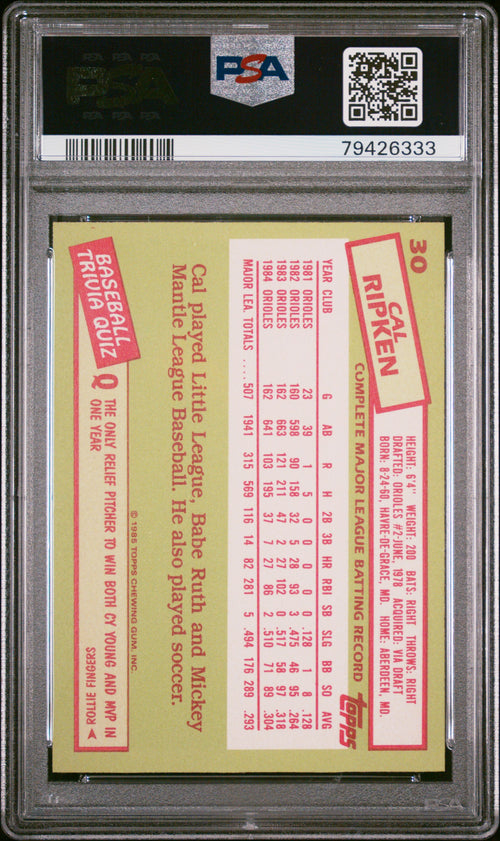 PSA
79426333
30
CAL
RIPKEN
HEIGHT: 6'4" WEIGHT: 200 BATS: RIGHT THROWS: RIGHT
DRAFTED: ORIOLES #2-JUNE, 1978 ACQUIRED: VIA DRAFT
BORN: 8-24-60, HAVRE-DE-GRACE, MD. HOME: ABERDEEN, MD.
COMPLETE MAJOR LEAGUE BATTING RECORD
topps
YEAR CLUB G AB R H 2B 3B HR RBI SB SLG BB SO AVG
1981 ORIOLES 23 39 1 5 0 0 0 0 0 .128 1 8 .128
1982 ORIOLES 160 598 90 158 32 5 28 93 3 .475 46 95 .264
1983 ORIOLES 162 663 121 211 47 2 27 102 0 .517 58 97 .318
1984 ORIOLES 162 641 103 195 37 7 27 86 2 .510 71 89 .304
MAJOR LEA. TOTALS .... 507 1941 315 569 116 14 82 281 5 .494 176 289 .293
Cal played Little League, Babe Ruth and Mickey
Mantle League Baseball. He also played soccer.
© 1985 TOPPS CHEWING GUM, INC.
BASEBALL
TRIVIA QUIZ
Q THE ONLY RELIEF PITCHER TO WIN BOTH CY YOUNG AND MVP IN
ONE YEAR
ROLLIE FINGERS A
PSA